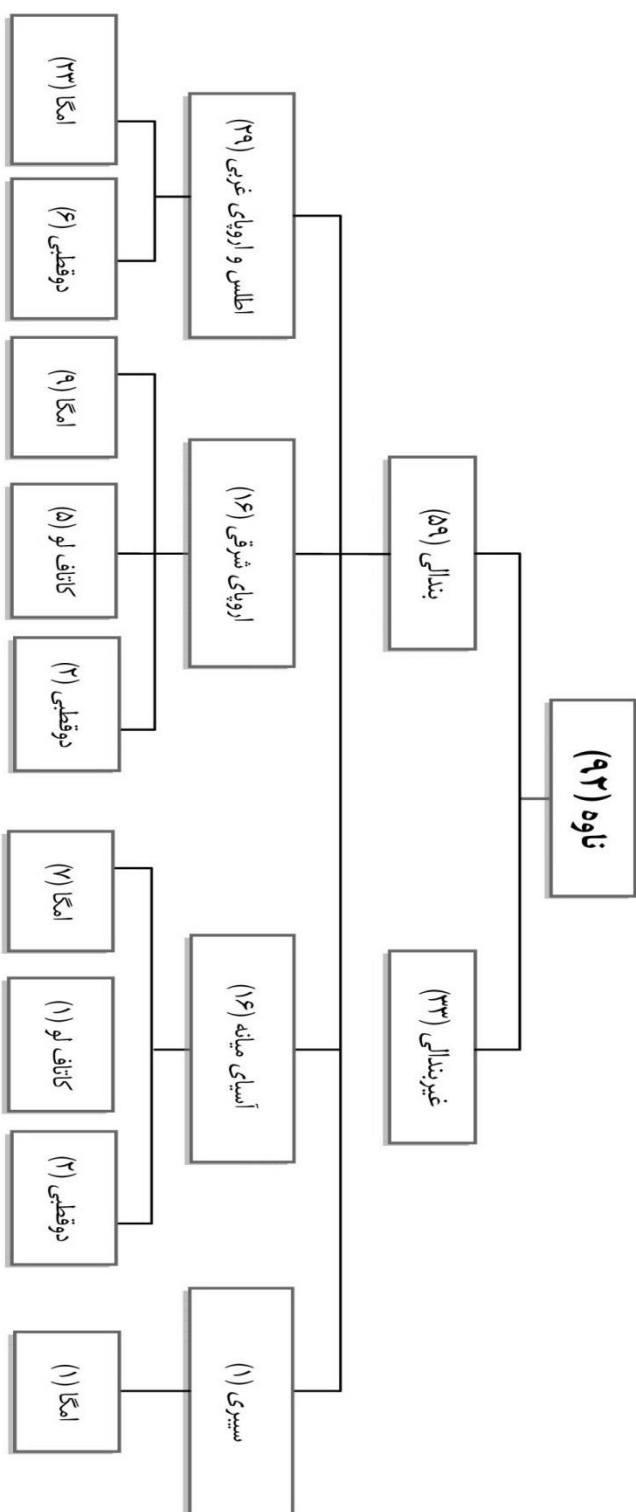 ناوه (۹۲)
بندالی (۵۹)
غیربندالی (۳۳)
اطلس و اروپای غربی (۲۹)
اروپای شرقی (۱۶)
آسیای میانه (۱۶)
سیبری (۱)
امگا (۲۳)
دوقطبی (۶)
امگا (۹)
کاتاف لو (۵)
دوقطبی (۲)
امگا (۷)
کاتاف لو (۱)
دوقطبی (۲)
امگا (۱)